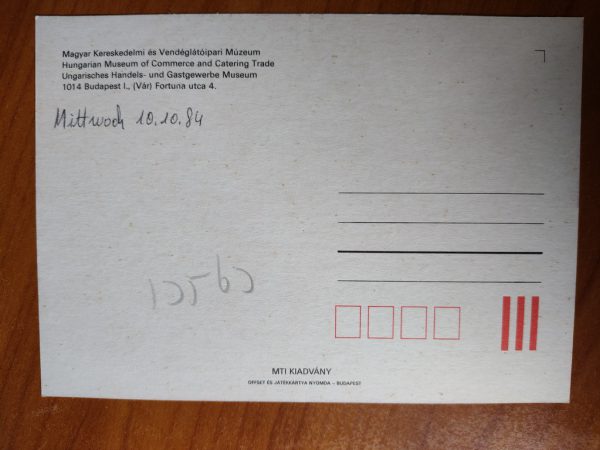 Magyar Kereskedelmi és Vendéglátóipari Múzeum
Hungarian Museum of Commerce and Catering Trade
Ungarisches Handels- und Gastgewerbe Museum
1014 Budapest I., (Vár) Fortuna utca 4.
Mittwoch 10.10.84
MTI KIADVÁNY
OFFSET ÉS JÁTÉKKÁRTYA NYOMDA – BUDAPEST